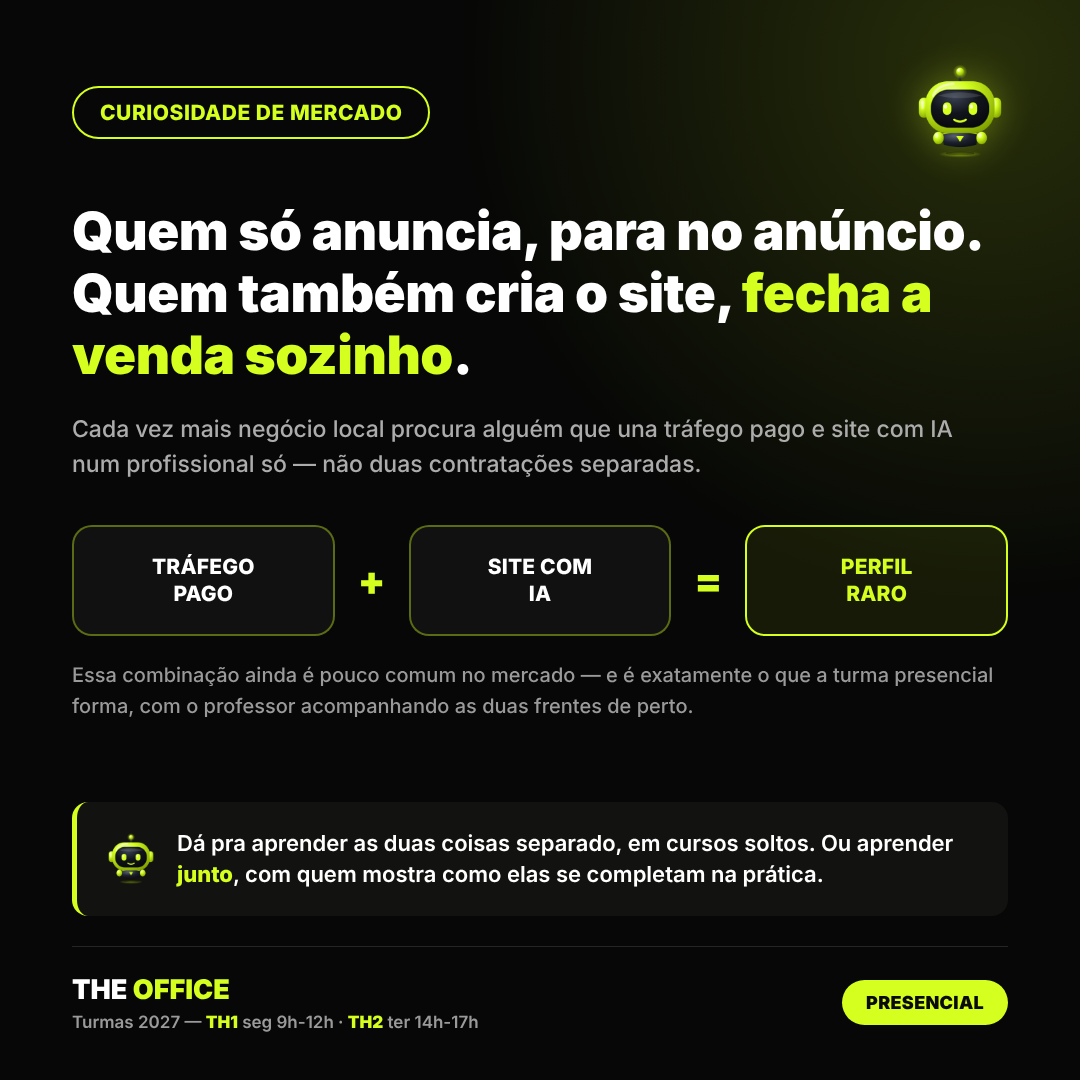 CURIOSIDADE DE MERCADO
Quem só anuncia, para no anúncio.
Quem também cria o site, fecha a
venda sozinho.
Cada vez mais negócio local procura alguém que una tráfego pago e site com IA
num profissional só — não duas contratações separadas.
TRÁFEGO
PAGO
+
SITE COM
IA
=
PERFIL
RARO
Essa combinação ainda é pouco comum no mercado — e é exatamente o que a turma presencial
forma, com o professor acompanhando as duas frentes de perto.
Dá pra aprender as duas coisas separado, em cursos soltos. Ou aprender
junto, com quem mostra como elas se completam na prática.
THE OFFICE
Turmas 2027 — TH1 seg 9h-12h · TH2 ter 14h-17h
PRESENCIAL